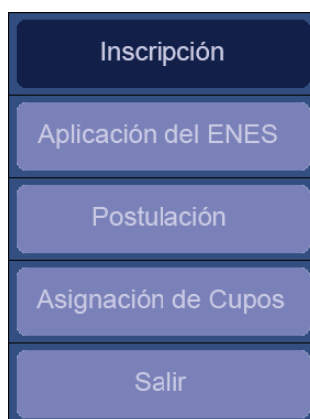 Inscripción
Aplicación del ENES
Postulación
Asignación de Cupos
Salir